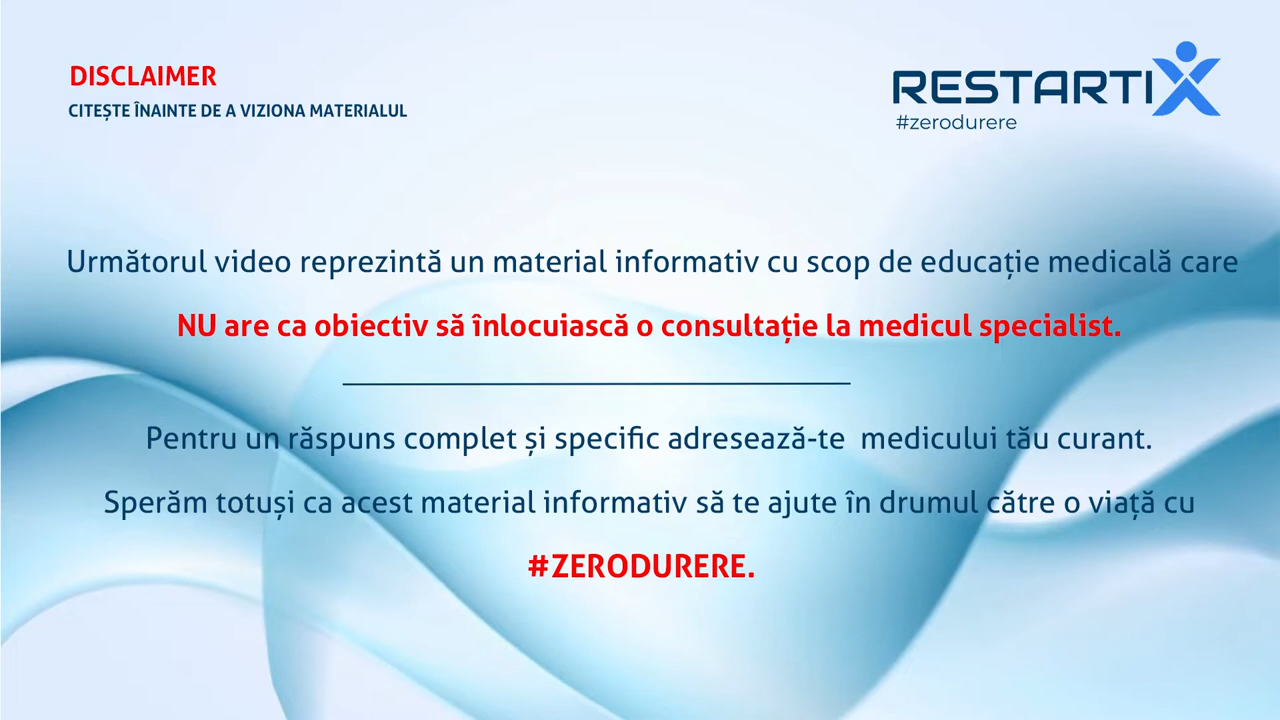 DISCLAIMER
CITEȘTE ÎNAINTE DE A VIZIONA MATERIALUL
RESTARTIX
#zerodurere
Următorul video reprezintă un material informativ cu scop de educație medicală care
NU are ca obiectiv să înlocuiască o consultație la medicul specialist.
Pentru un răspuns complet și specific adresează-te medicului tău curant.
Sperăm totuși ca acest material informativ să te ajute în drumul către o viață cu
#ZERODURERE.